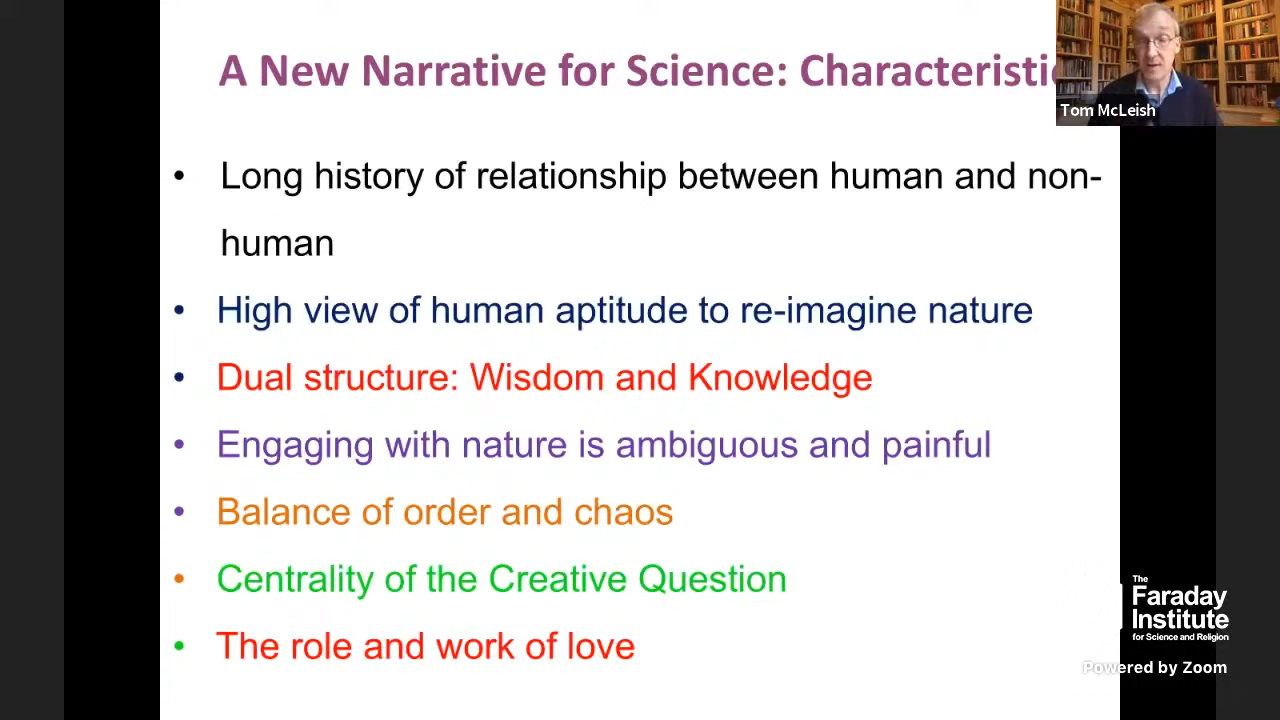 A New Narrative for Science: Characteristi
Tom McLeish
• Long history of relationship between human and non-
human
• High view of human aptitude to re-imagine nature
• Dual structure: Wisdom and Knowledge
• Engaging with nature is ambiguous and painful
• Balance of order and chaos
• Centrality of the Creative Question
• The role and work of love
The
Faraday
Institute
for Science and Religion
Powered by Zoom